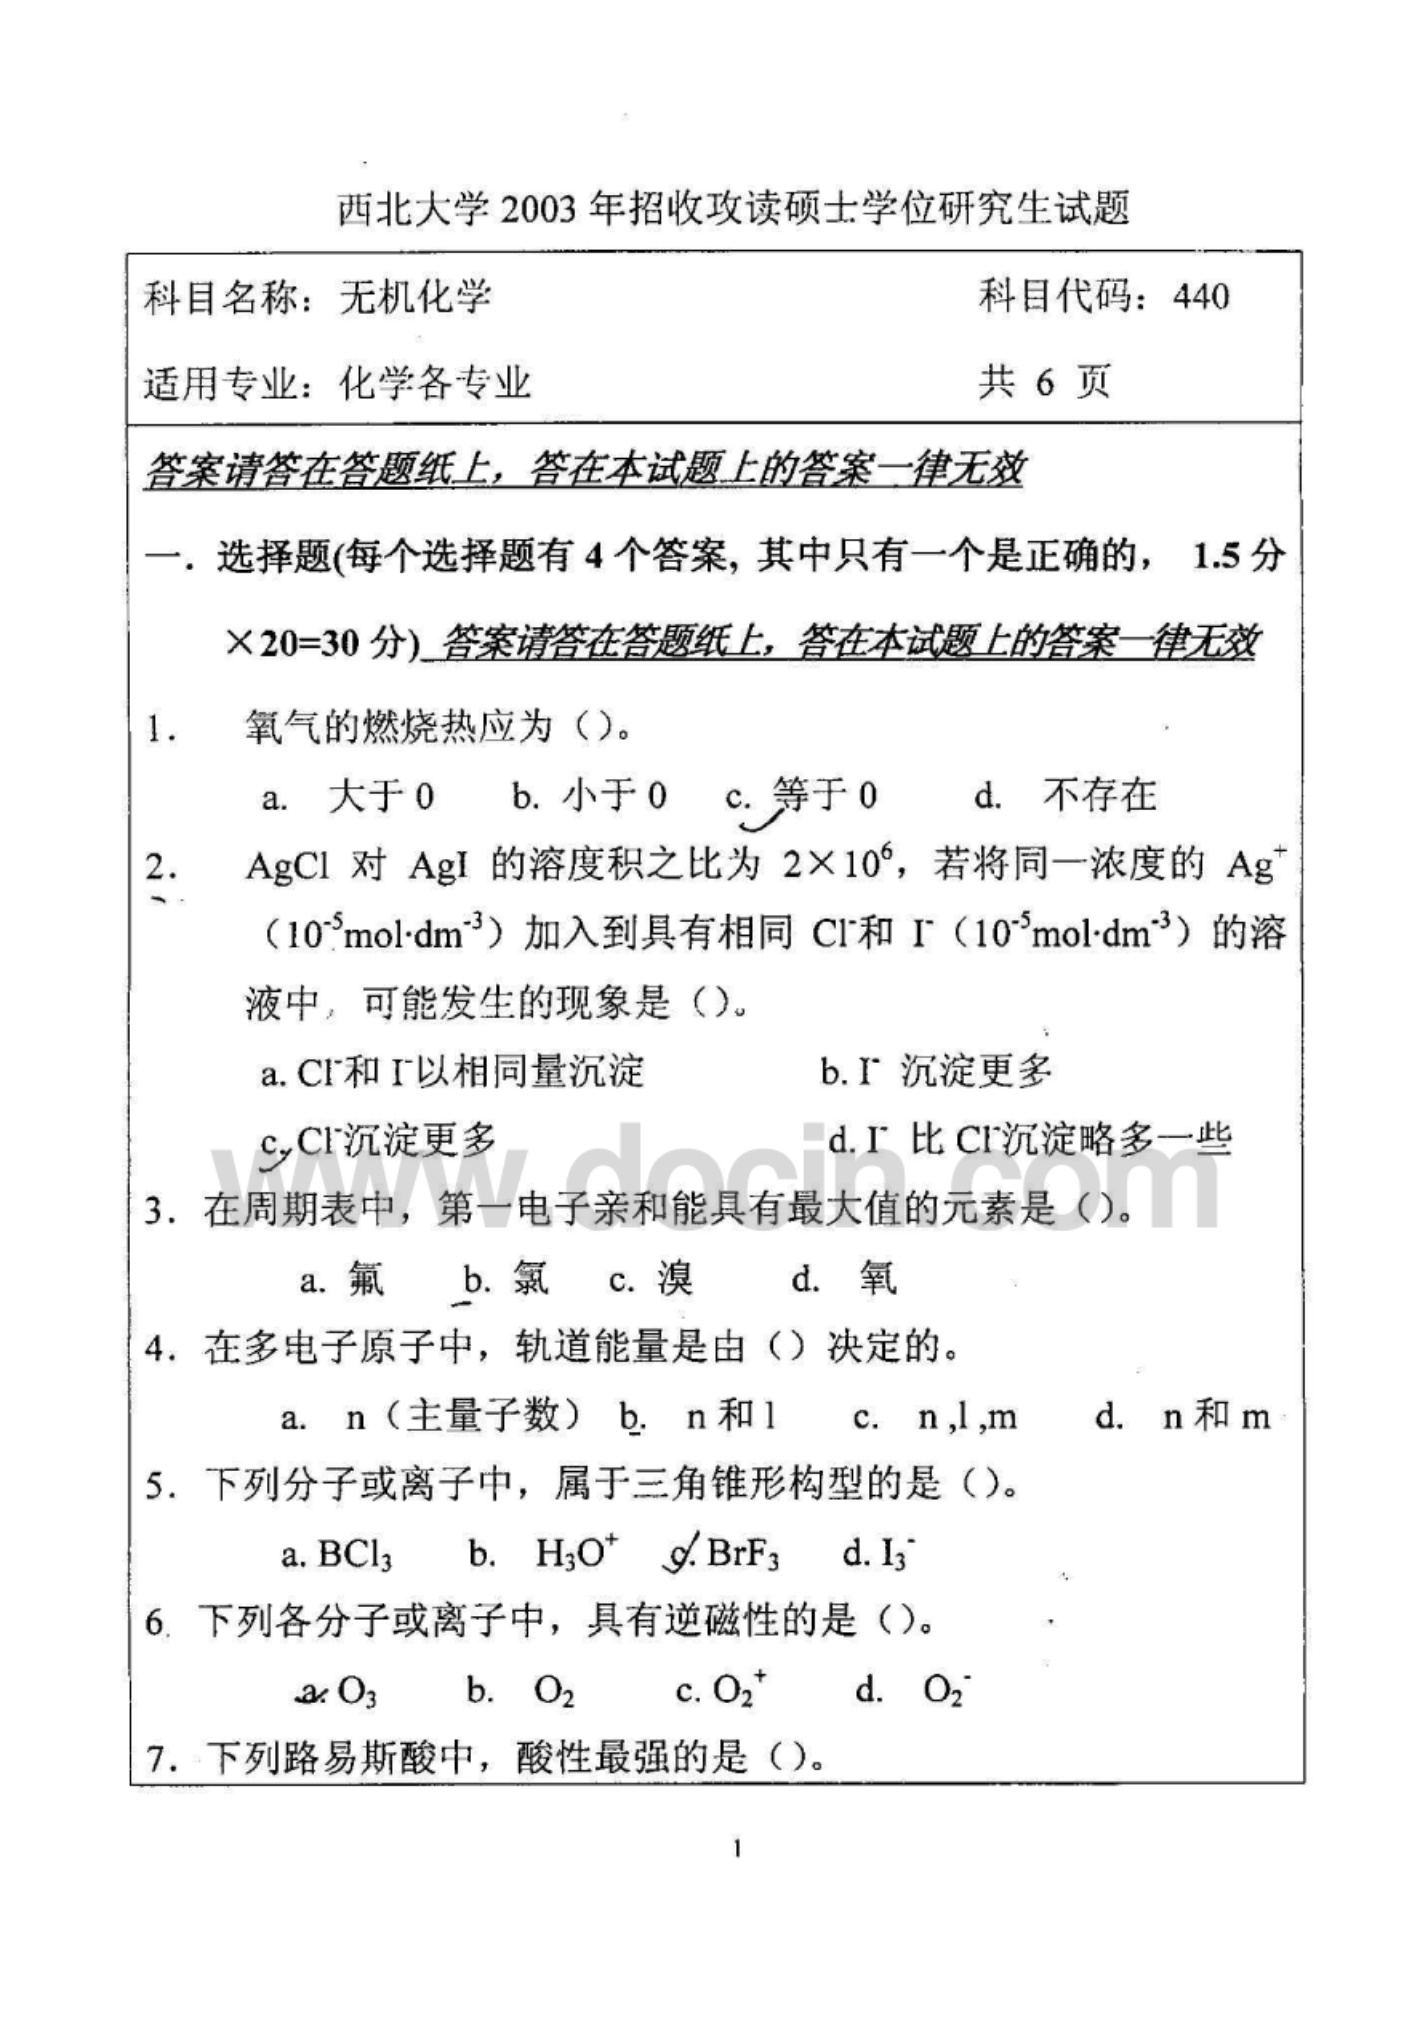 西北大学 2003 年招收攻读硕士学位研究生试题
科目名称：无机化学 科目代码：440
适用专业：化学各专业 共 6 页
答案请答在答题纸上，答在本试题上的答案一律无效
一．选择题(每个选择题有 4 个答案, 其中只有一个是正确的， 1.5 分
×20=30 分) 答案请答在答题纸上，答在本试题上的答案一律无效
1． 氧气的燃烧热应为（）。
a. 大于 0 b. 小于 0 c. 等于 0 d. 不存在
2． AgCl 对 AgI 的溶度积之比为 2×10⁶，若将同一浓度的 Ag⁺
（10⁻⁵mol·dm⁻³）加入到具有相同 Cl⁻和 I⁻（10⁻⁵mol·dm⁻³）的溶
液中，可能发生的现象是（）。
a. Cl⁻和 I⁻以相同量沉淀 b. I⁻ 沉淀更多
c. Cl⁻沉淀更多 d. I⁻ 比 Cl⁻沉淀略多一些
www.docin.com
3．在周期表中，第一电子亲和能具有最大值的元素是（）。
a. 氟 b. 氯 c. 溴 d. 氧
4．在多电子原子中，轨道能量是由（）决定的。
a. n（主量子数） b. n 和 l c. n ,l ,m d. n 和 m
5．下列分子或离子中，属于三角锥形构型的是（）。
a. BCl₃ b. H₃O⁺ c. BrF₃ d. I₃⁻
6. 下列各分子或离子中，具有逆磁性的是（）。
a. O₃ b. O₂ c. O₂⁺ d. O₂⁻
7．下列路易斯酸中，酸性最强的是（）。
1